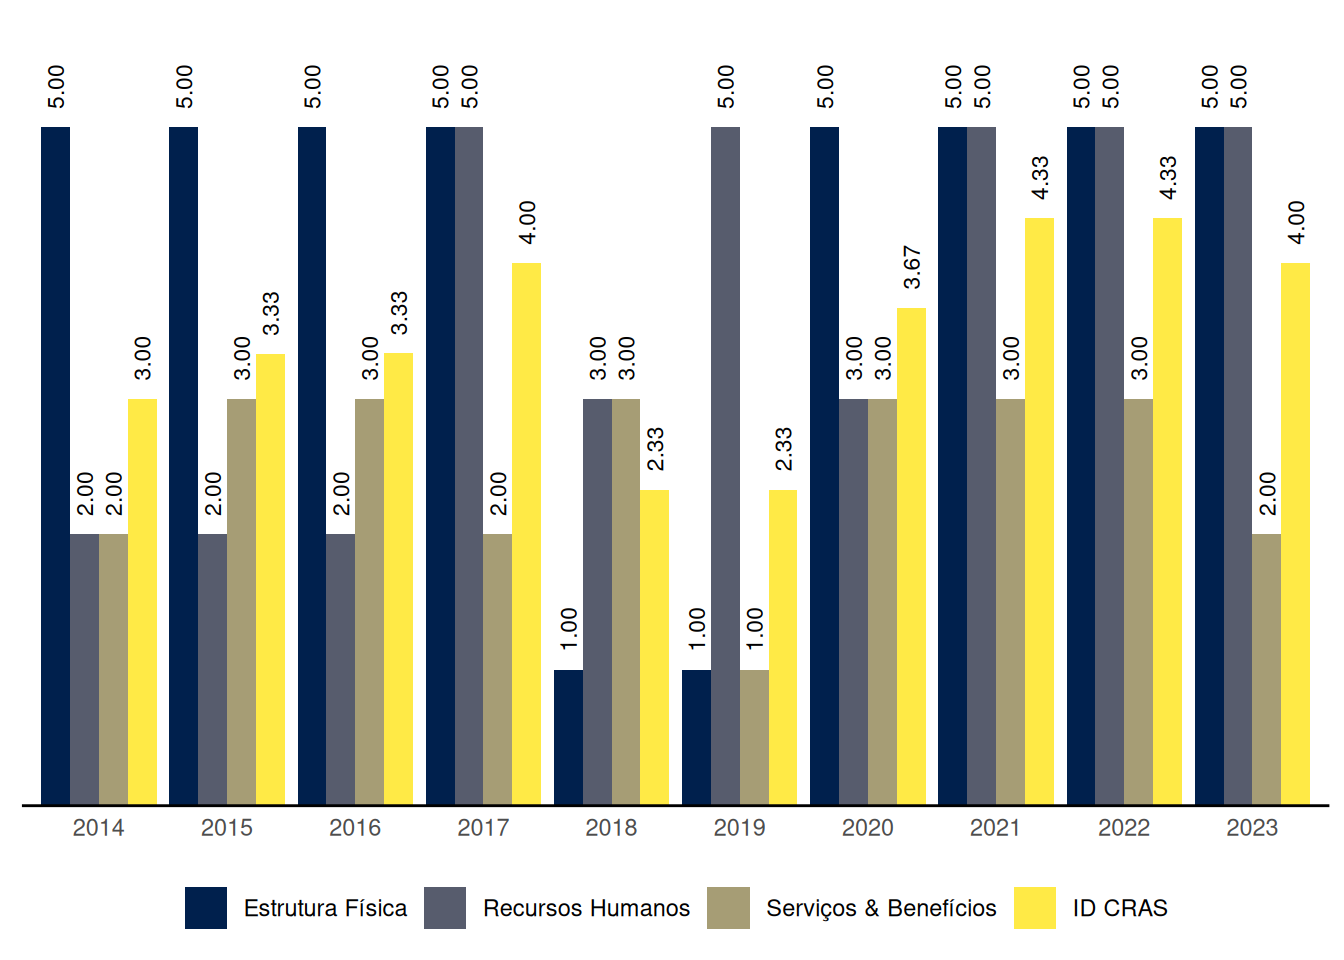 5.00 2.00 2.00 3.00
5.00 2.00 3.00 3.33
5.00 2.00 3.00 3.33
5.00 5.00 2.00 4.00
1.00 3.00 3.00 2.33
1.00 5.00 1.00 2.33
5.00 3.00 3.00 3.67
5.00 5.00 3.00 4.33
5.00 5.00 3.00 4.33
5.00 5.00 2.00 4.00
2014 2015 2016 2017 2018 2019 2020 2021 2022 2023
Estrutura Física Recursos Humanos Serviços & Benefícios ID CRAS